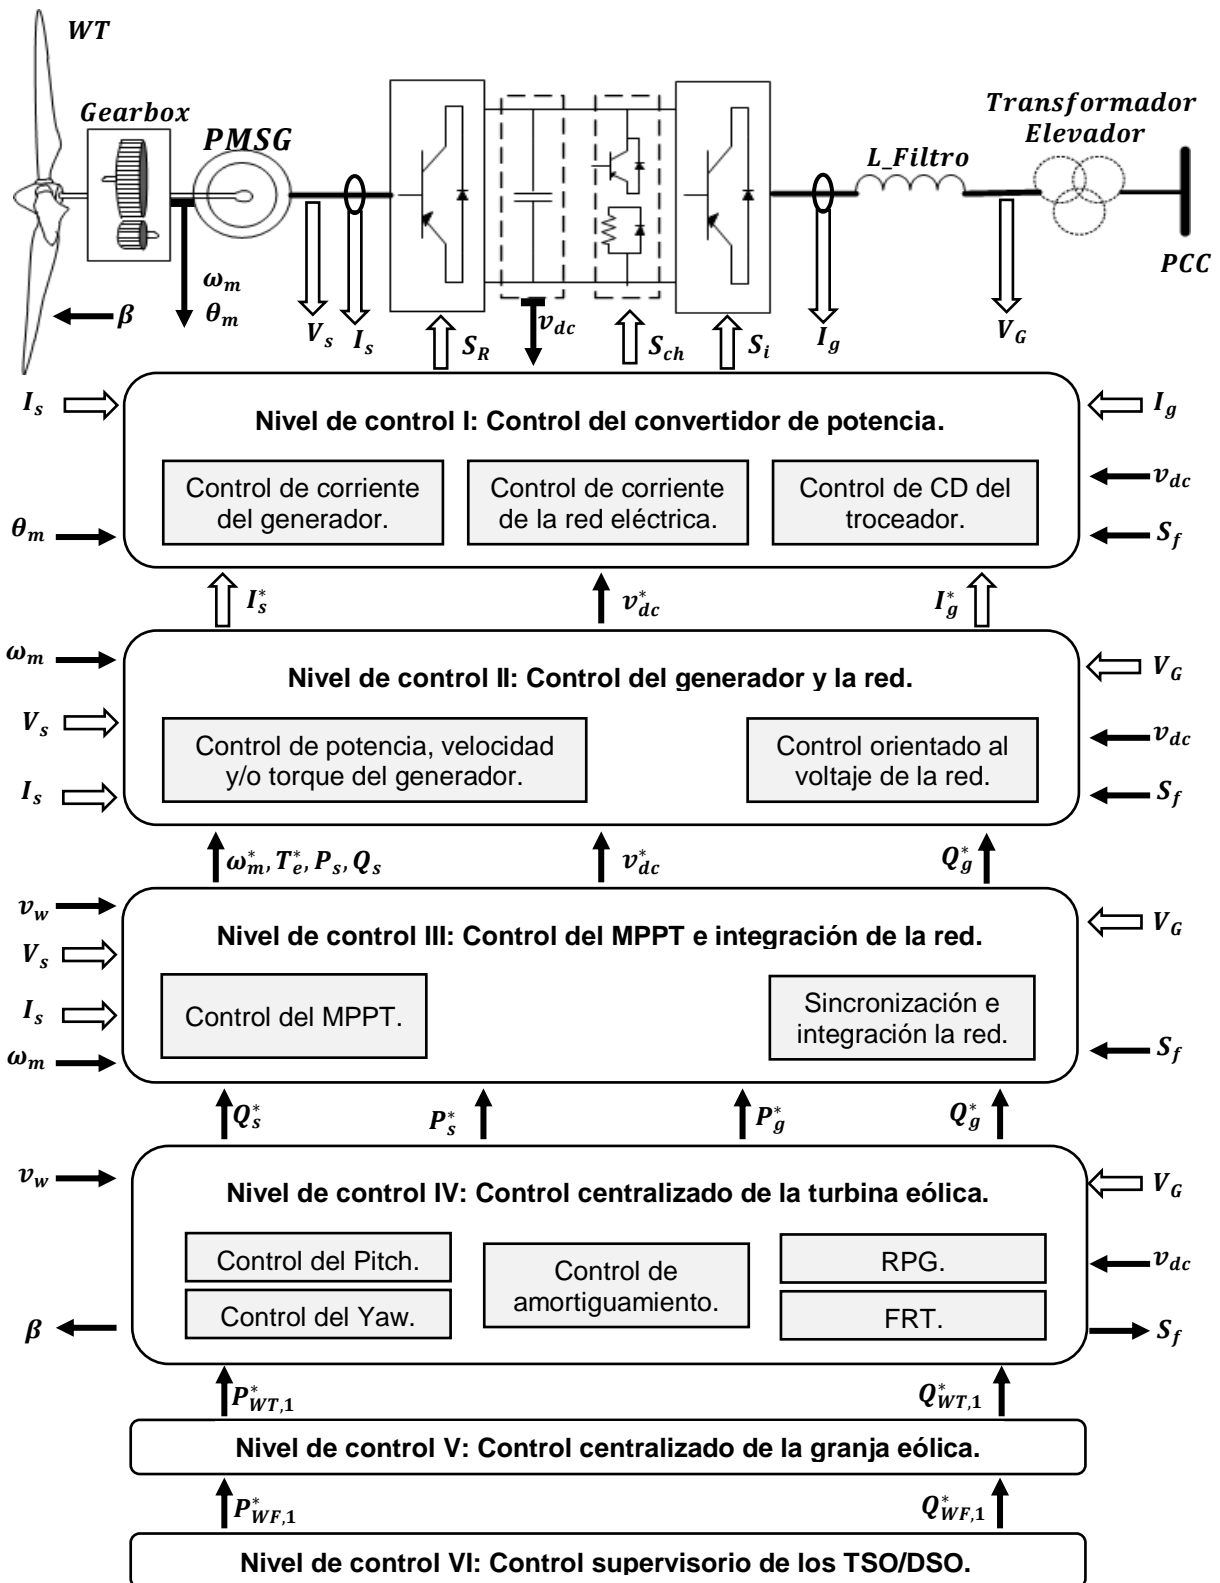 WT
Gearbox
PMSG
Transformador
Elevador
L_Filtro
PCC
β
ω_m
θ_m
V_s
I_s
S_R
v_dc
S_ch
S_i
I_g
V_G
I_s
I_g
Nivel de control I: Control del convertidor de potencia.
Control de corriente
del generador.
Control de corriente
de la red eléctrica.
Control de CD del
troceador.
v_dc
θ_m
S_f
I_s^*
v_dc^*
I_g^*
ω_m
V_G
Nivel de control II: Control del generador y la red.
V_s
v_dc
Control de potencia, velocidad
y/o torque del generador.
Control orientado al
voltaje de la red.
I_s
S_f
ω_m^*, T_e^*, P_s, Q_s
v_dc^*
Q_g^*
v_w
V_G
Nivel de control III: Control del MPPT e integración de la red.
V_s
I_s
Control del MPPT.
Sincronización e
integración la red.
ω_m
S_f
Q_s^*
P_s^*
P_g^*
Q_g^*
v_w
V_G
Nivel de control IV: Control centralizado de la turbina eólica.
Control del Pitch.
Control del Yaw.
Control de
amortiguamiento.
RPG.
FRT.
v_dc
β
S_f
P_WT,1^*
Q_WT,1^*
Nivel de control V: Control centralizado de la granja eólica.
P_WF,1^*
Q_WF,1^*
Nivel de control VI: Control supervisorio de los TSO/DSO.